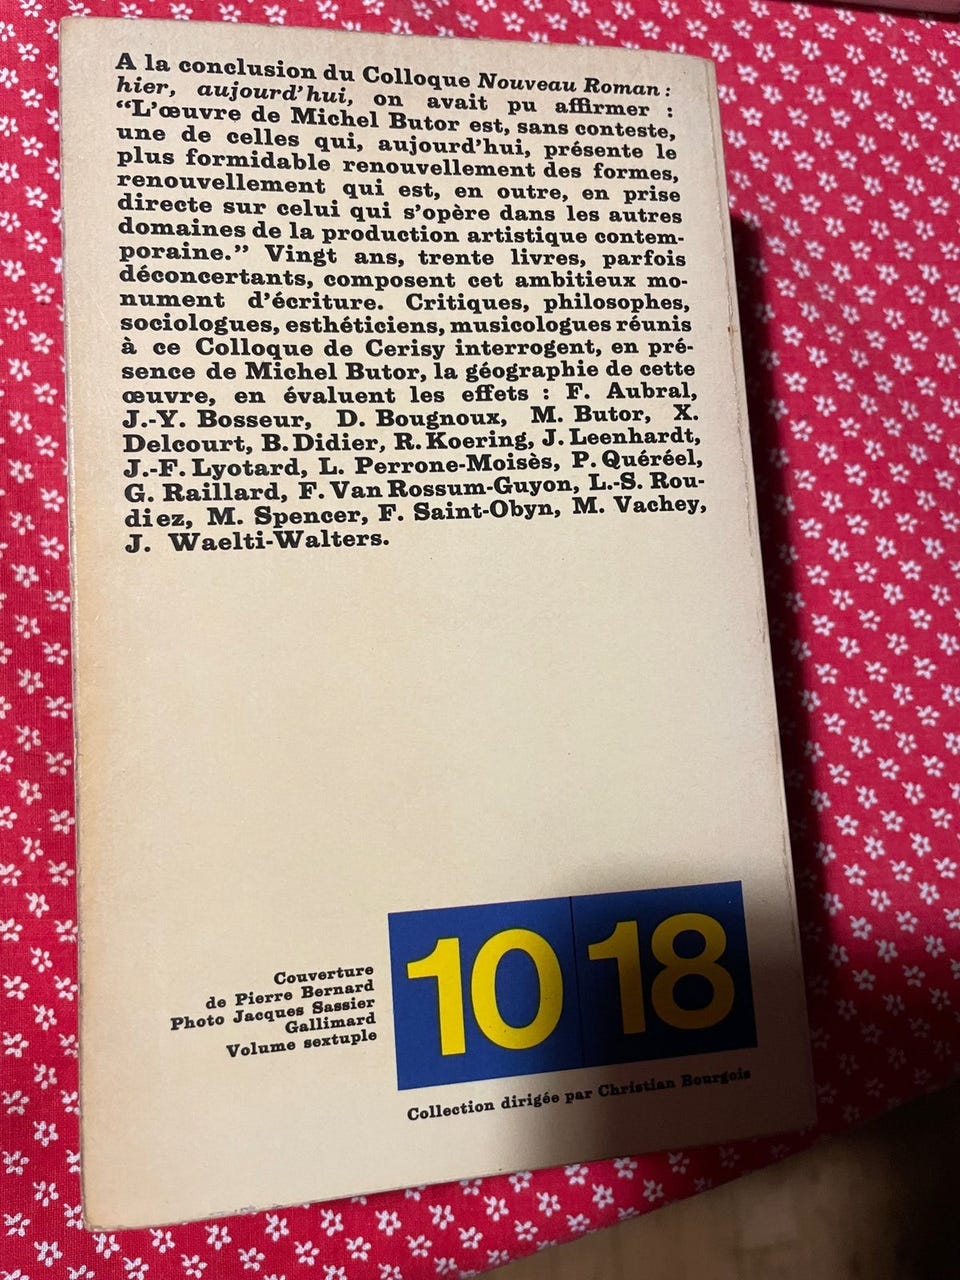 A la conclusion du Colloque Nouveau Roman :
hier, aujourd'hui, on avait pu affirmer :
“L'œuvre de Michel Butor est, sans conteste,
une de celles qui, aujourd'hui, présente le
plus formidable renouvellement des formes,
renouvellement qui est, en outre, en prise
directe sur celui qui s'opère dans les autres
domaines de la production artistique contem-
poraine.” Vingt ans, trente livres, parfois
déconcertants, composent cet ambitieux mo-
nument d'écriture. Critiques, philosophes,
sociologues, esthéticiens, musicologues réunis
à ce Colloque de Cerisy interrogent, en pré-
sence de Michel Butor, la géographie de cette
œuvre, en évaluent les effets : F. Aubral,
J.-Y. Bosseur, D. Bougnoux, M. Butor, X.
Delcourt, B. Didier, R. Koering, J. Leenhardt,
J.-F. Lyotard, L. Perrone-Moisès, P. Quéréel,
G. Raillard, F. Van Rossum-Guyon, L.-S. Rou-
diez, M. Spencer, F. Saint-Obyn, M. Vachey,
J. Waelti-Walters.
Couverture
de Pierre Bernard
Photo Jacques Sassier
Gallimard
Volume sextuple
10 18
Collection dirigée par Christian Bourgois